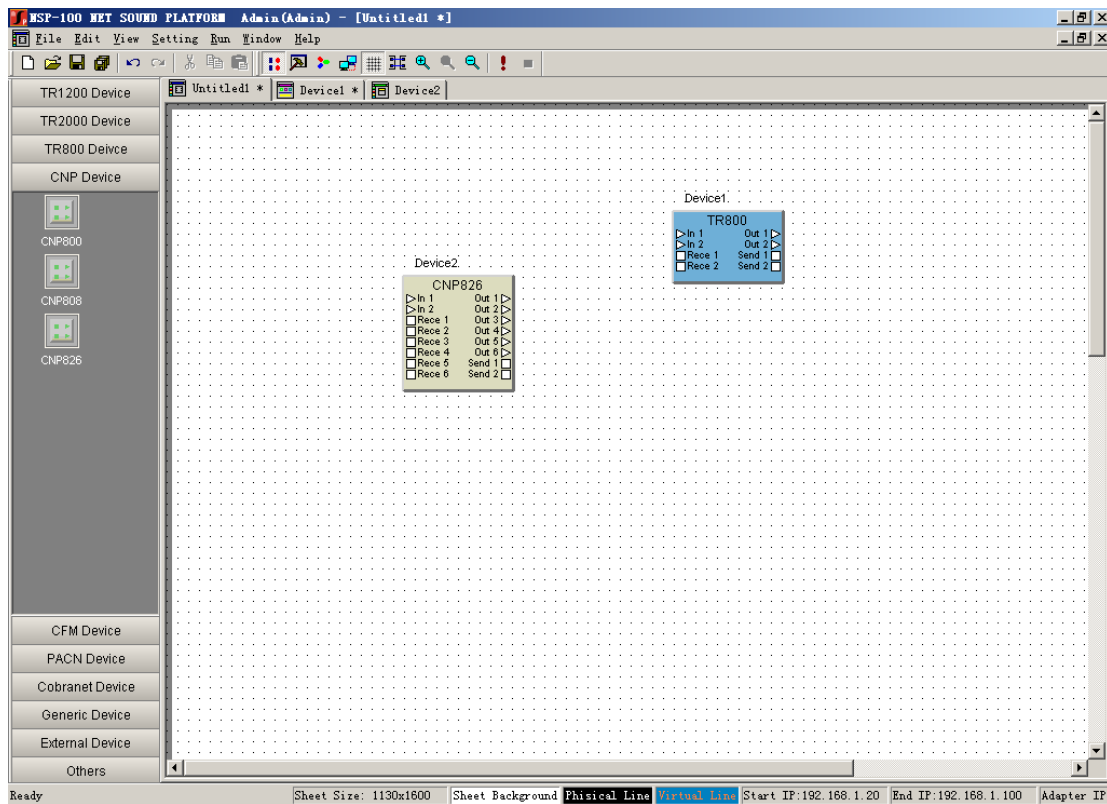 NSP-100 NET SOUND PLATFORM Admin(Admin) - [Untitled1 *]
File Edit View Setting Run Window Help
Untitled1 * Device1 * Device2
TR1200 Device
TR2000 Device
TR800 Deivce
CNP Device
CNP800
CNP808
CNP826
CFM Device
PACN Device
Cobranet Device
Generic Device
External Device
Others
Device1.
TR800
In 1 Out 1
In 2 Out 2
Rece 1 Send 1
Rece 2 Send 2
Device2.
CNP826
In 1 Out 1
In 2 Out 2
Rece 1 Out 3
Rece 2 Out 4
Rece 3 Out 5
Rece 4 Out 6
Rece 5 Send 1
Rece 6 Send 2
Ready Sheet Size: 1130x1600 Sheet Background Phisical Line Virtual Line Start IP:192.168.1.20 End IP:192.168.1.100 Adapter IP